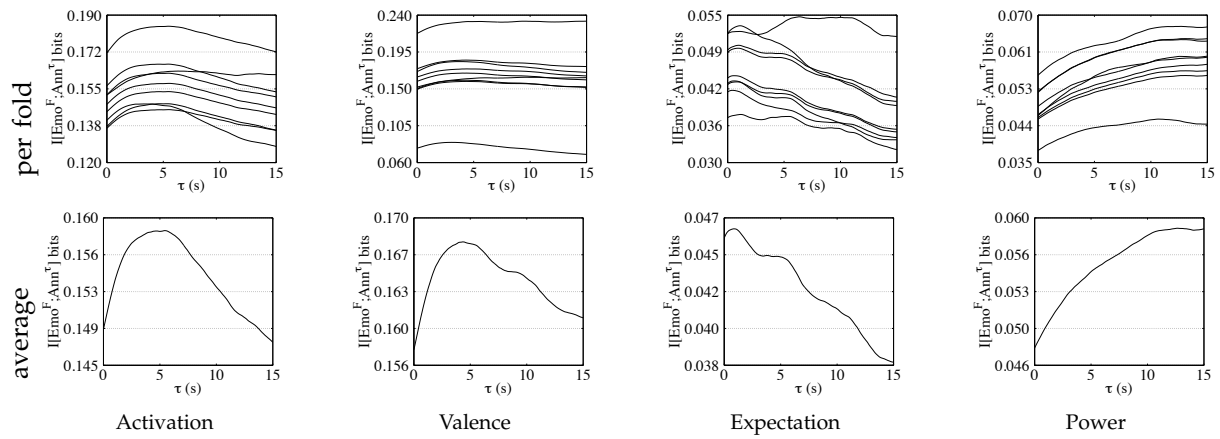 per fold
I[Emo^F;Ann^τ] bits
0.190
0.172
0.155
0.138
0.120
0 5 10 15
τ (s)
I[Emo^F;Ann^τ] bits
0.240
0.195
0.150
0.105
0.060
0 5 10 15
τ (s)
I[Emo^F;Ann^τ] bits
0.055
0.049
0.042
0.036
0.030
0 5 10 15
τ (s)
I[Emo^F;Ann^τ] bits
0.070
0.061
0.053
0.044
0.035
0 5 10 15
τ (s)
average
I[Emo^F;Ann^τ] bits
0.160
0.156
0.153
0.149
0.145
0 5 10 15
τ (s)
I[Emo^F;Ann^τ] bits
0.170
0.167
0.163
0.160
0.156
0 5 10 15
τ (s)
I[Emo^F;Ann^τ] bits
0.047
0.044
0.042
0.040
0.038
0 5 10 15
τ (s)
I[Emo^F;Ann^τ] bits
0.060
0.056
0.053
0.050
0.046
0 5 10 15
τ (s)
Activation
Valence
Expectation
Power